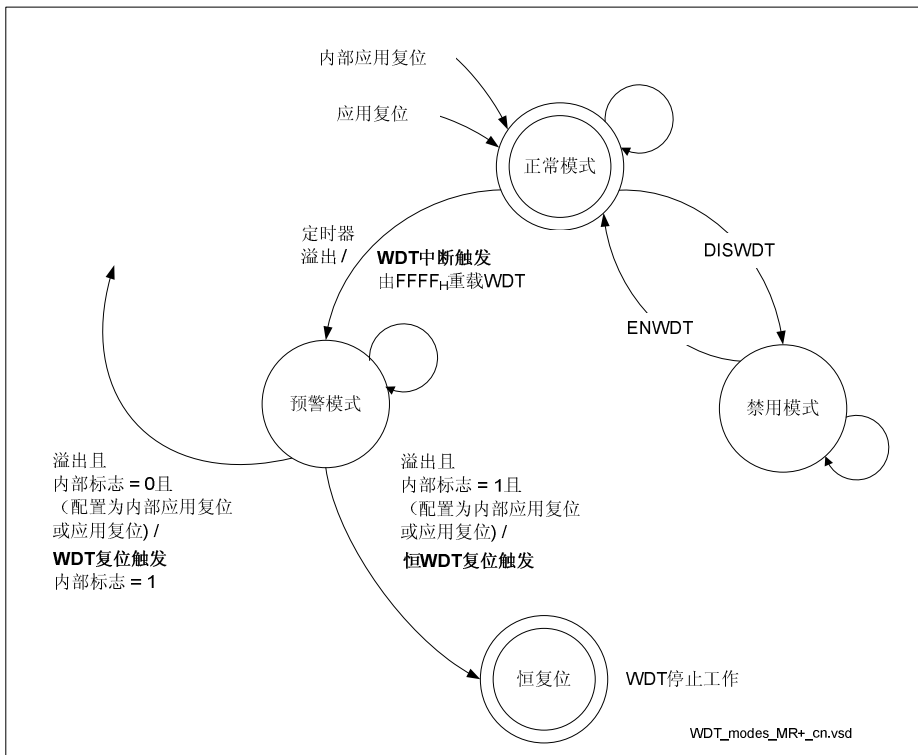 内部应用复位
应用复位
正常模式
定时器
溢出 /
WDT中断触发
由FFFFH重载WDT
DISWDT
ENWDT
预警模式
禁用模式
溢出且
内部标志 = 0且
（配置为内部应用复位
或应用复位) /
WDT复位触发
内部标志 = 1
溢出且
内部标志 = 1且
（配置为内部应用复位
或应用复位) /
恒WDT复位触发
恒复位
WDT停止工作
WDT_modes_MR+_cn.vsd